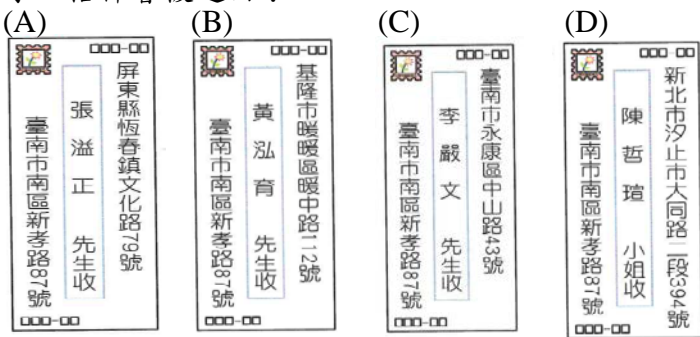 (A)
屏東縣恆春鎮文化路79號
張溢正 先生收
臺南市南區新孝路87號
(B)
基隆市暖暖區暖中路112號
黃泓育 先生收
臺南市南區新孝路87號
(C)
臺南市永康區中山路43號
李嚴文 先生收
臺南市南區新孝路87號
(D)
新北市汐止市大同路二段394號
陳哲瑄 小姐收
臺南市南區新孝路87號